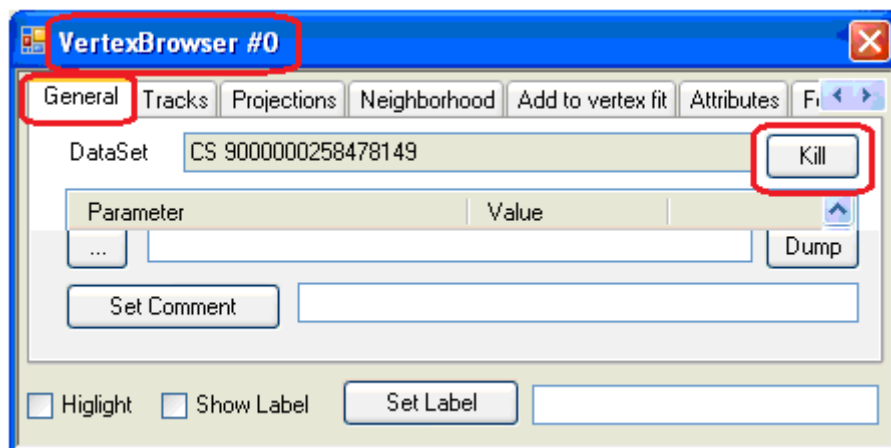 VertexBrowser #0
General Tracks Projections Neighborhood Add to vertex fit Attributes
DataSet CS 9000000258478149 Kill
Parameter Value
... Dump
Set Comment
Higlight Show Label Set Label